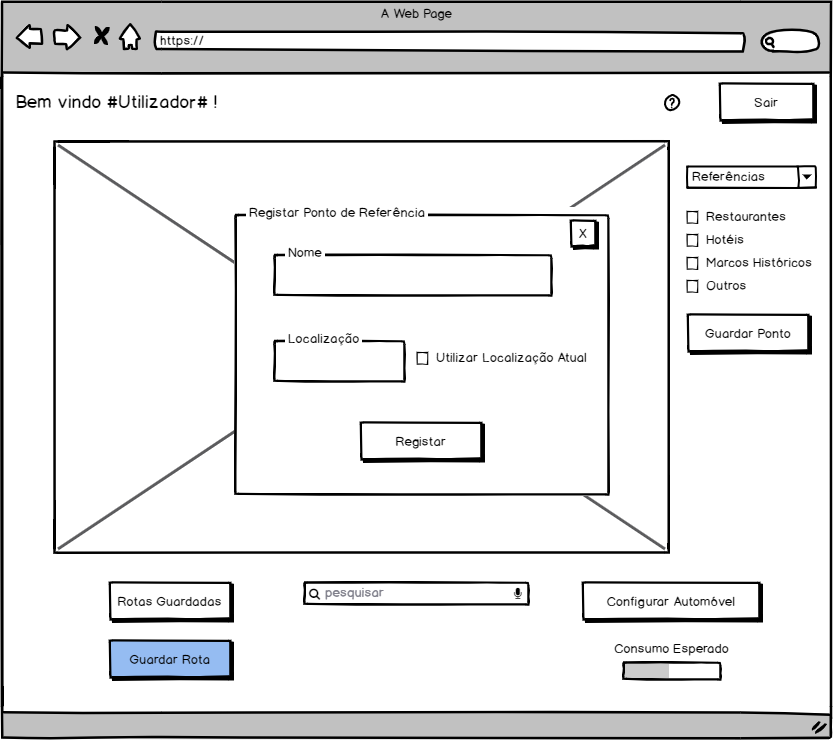 A Web Page
https://
Bem vindo #Utilizador# !
?
Sair
Referências
Restaurantes
Hotéis
Marcos Históricos
Outros
Guardar Ponto
Registar Ponto de Referência
X
Nome
Localização
Utilizar Localização Atual
Registar
Rotas Guardadas
pesquisar
Configurar Automóvel
Guardar Rota
Consumo Esperado